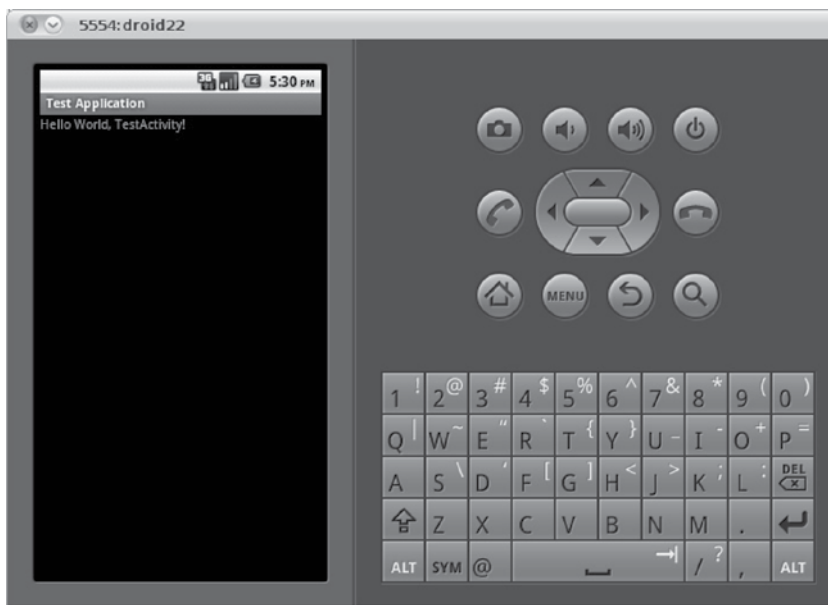 5554:droid22
3G 5:30 PM
Test Application
Hello World, TestActivity!
MENU
1 ! 2 @ 3 # 4 $ 5 % 6 ^ 7 & 8 * 9 ( 0 )
Q | W ~ E " R ` T { Y } U _ I - O + P =
A S \ D ' F [ G ] H < J > K ; L : DEL
Z X C V B N M .
ALT SYM @ / ? , ALT